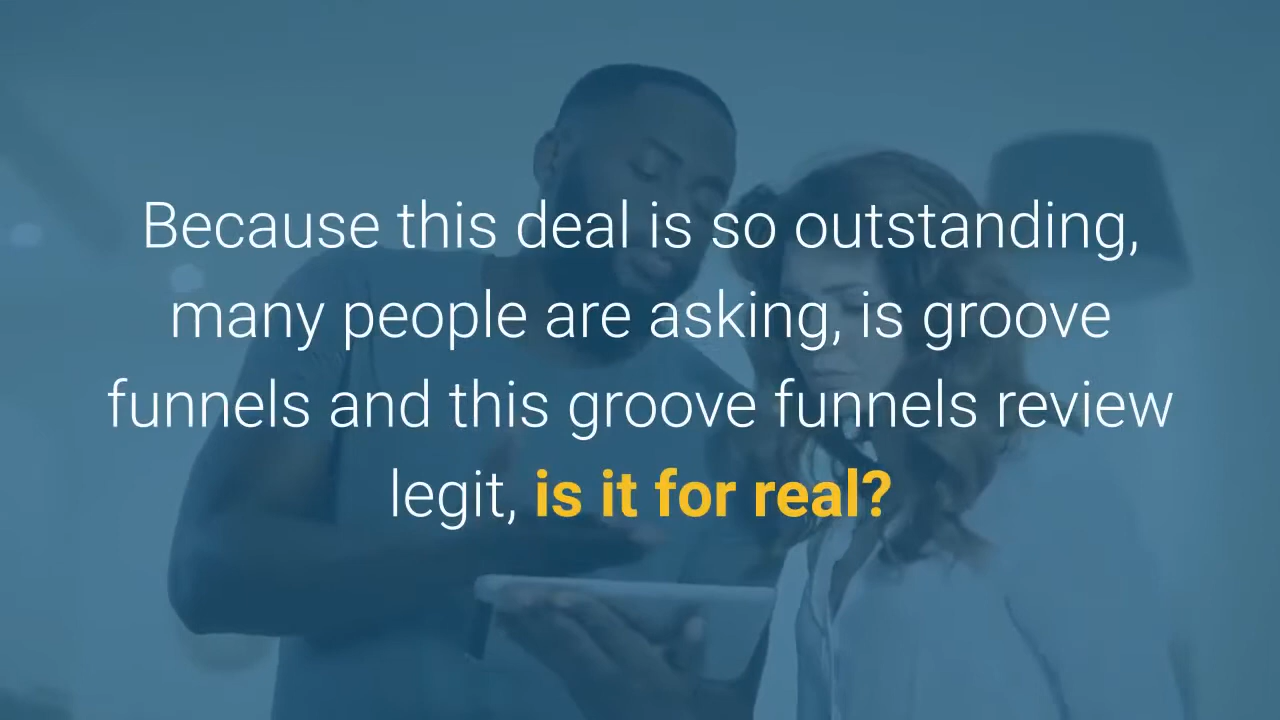 Because this deal is so outstanding,
many people are asking, is groove
funnels and this groove funnels review
legit, is it for real?